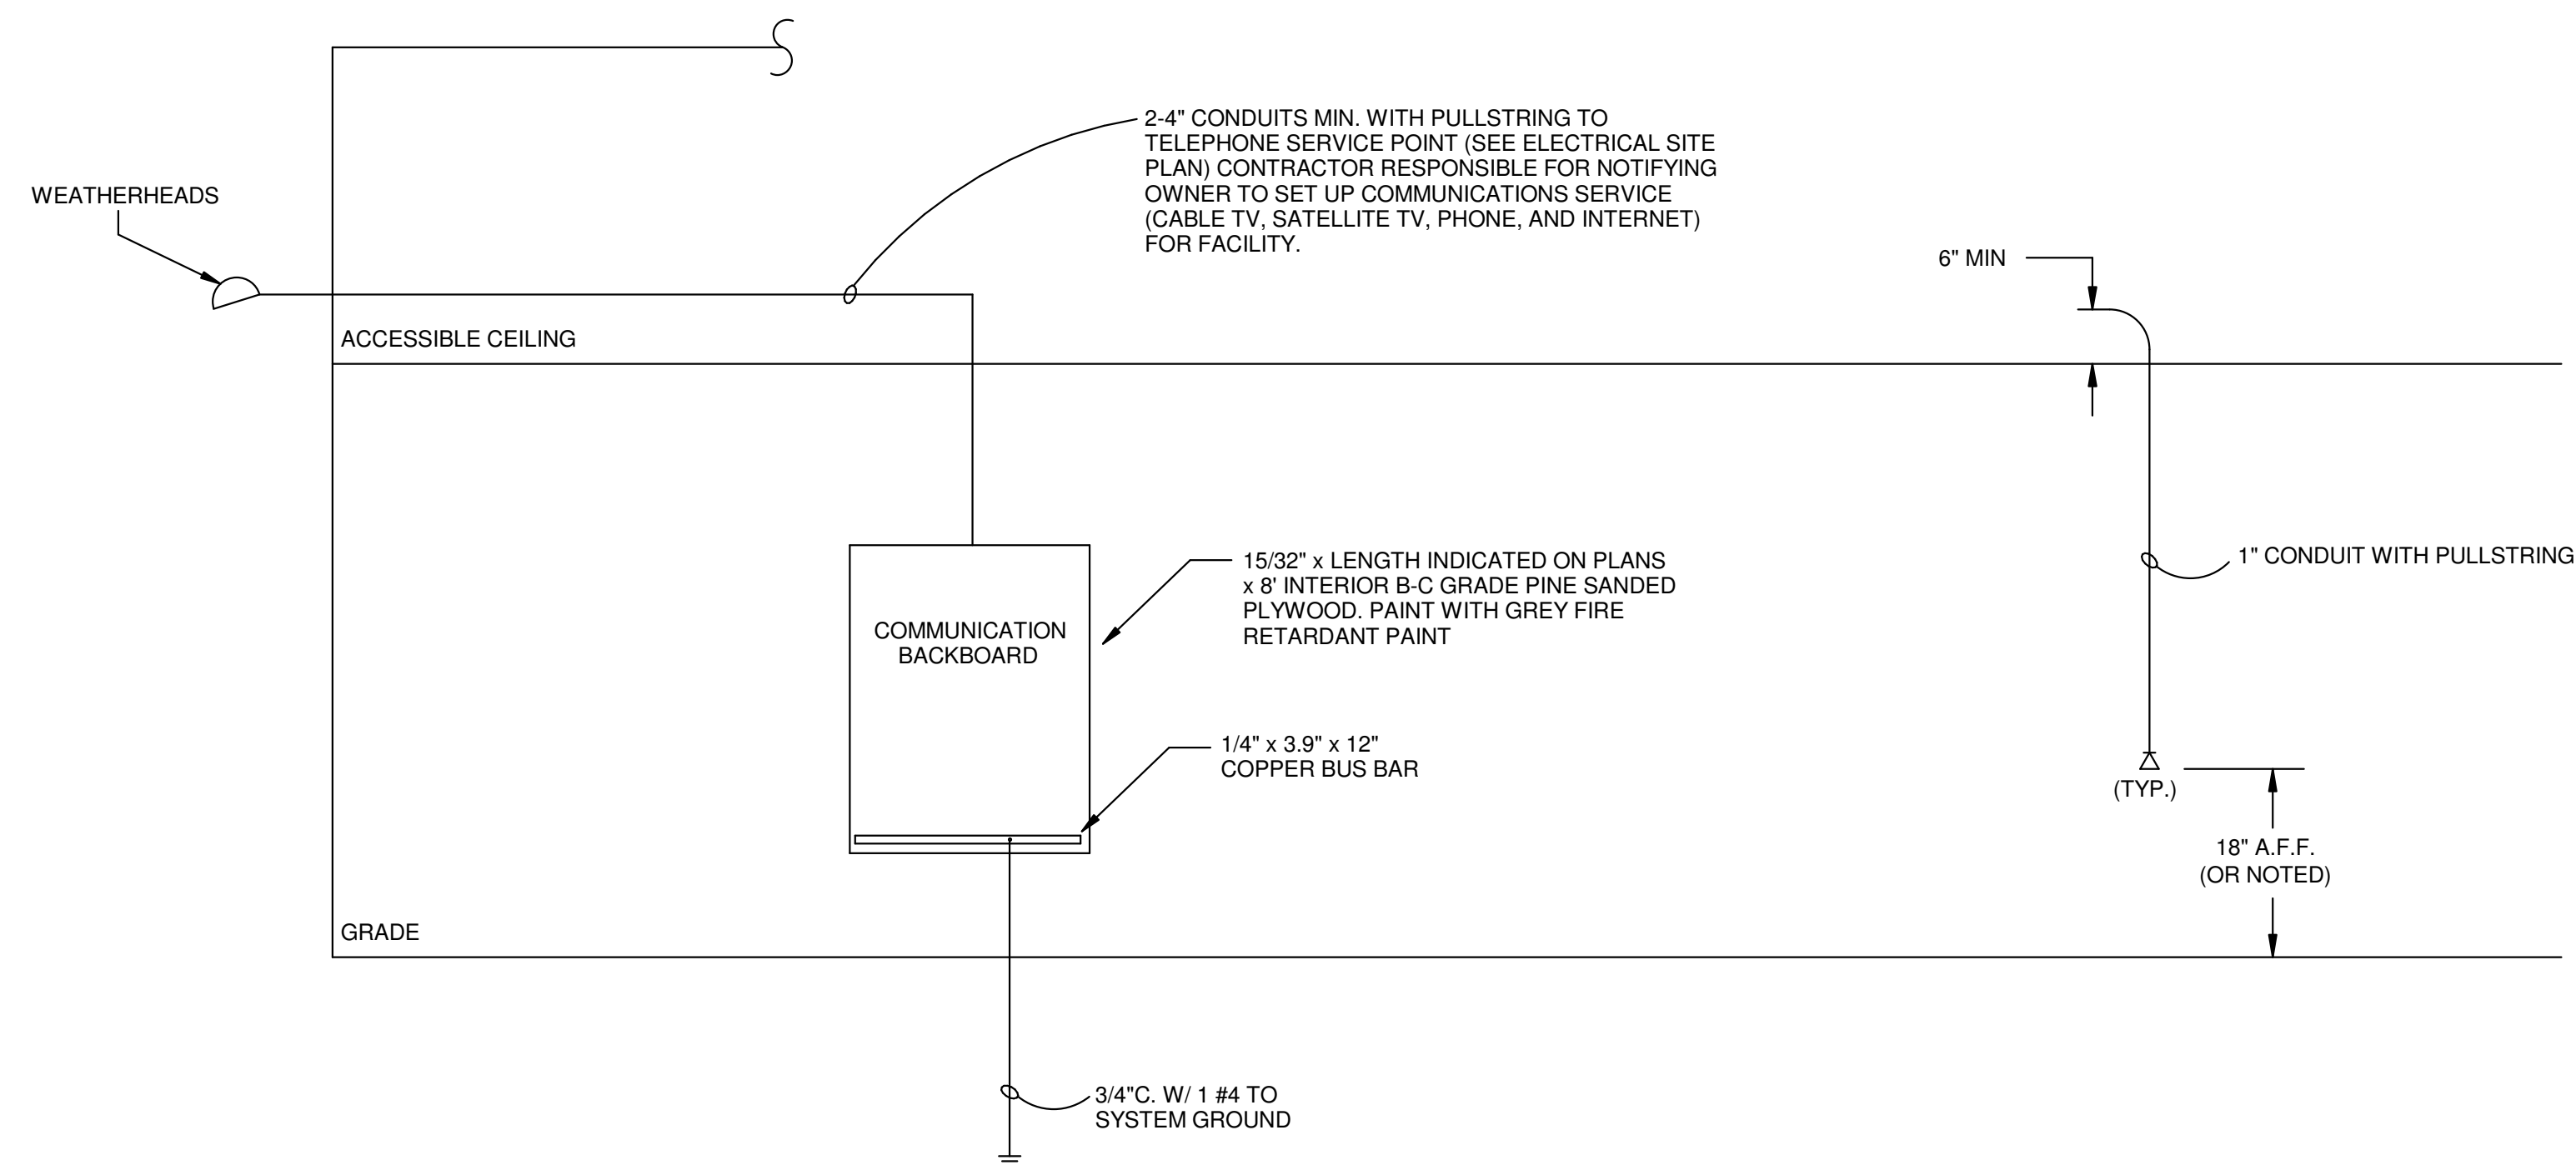 WEATHERHEADS
2-4" CONDUITS MIN. WITH PULLSTRING TO
TELEPHONE SERVICE POINT (SEE ELECTRICAL SITE
PLAN) CONTRACTOR RESPONSIBLE FOR NOTIFYING
OWNER TO SET UP COMMUNICATIONS SERVICE
(CABLE TV, SATELLITE TV, PHONE, AND INTERNET)
FOR FACILITY.
6" MIN
ACCESSIBLE CEILING
15/32" x LENGTH INDICATED ON PLANS
x 8' INTERIOR B-C GRADE PINE SANDED
PLYWOOD. PAINT WITH GREY FIRE
RETARDANT PAINT
1" CONDUIT WITH PULLSTRING
COMMUNICATION
BACKBOARD
1/4" x 3.9" x 12"
COPPER BUS BAR
(TYP.)
18" A.F.F.
(OR NOTED)
GRADE
3/4"C. W/ 1 #4 TO
SYSTEM GROUND